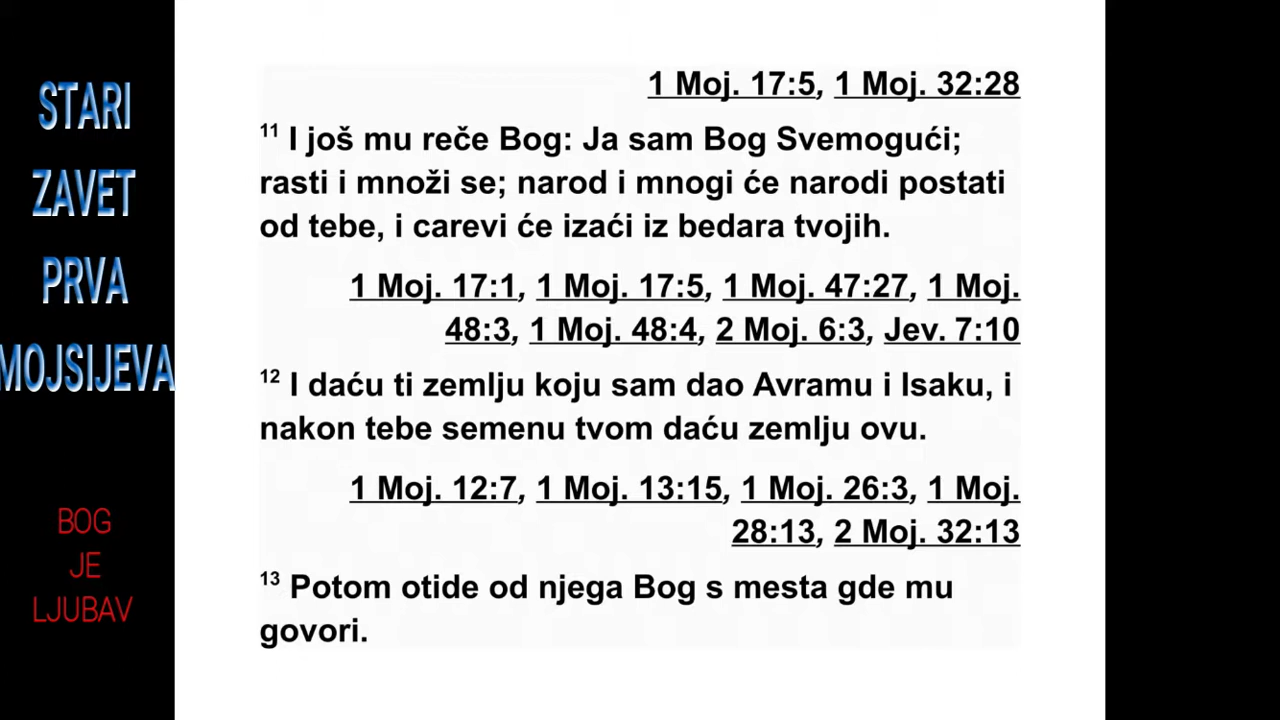 STARI
ZAVET
PRVA
MOJSIJEVA
BOG
JE
LJUBAV
1 Moj. 17:5, 1 Moj. 32:28
11 I još mu reče Bog: Ja sam Bog Svemogući;
rasti i množi se; narod i mnogi će narodi postati
od tebe, i carevi će izaći iz bedara tvojih.
1 Moj. 17:1, 1 Moj. 17:5, 1 Moj. 47:27, 1 Moj.
48:3, 1 Moj. 48:4, 2 Moj. 6:3, Jev. 7:10
12 I daću ti zemlju koju sam dao Avramu i Isaku, i
nakon tebe semenu tvom daću zemlju ovu.
1 Moj. 12:7, 1 Moj. 13:15, 1 Moj. 26:3, 1 Moj.
28:13, 2 Moj. 32:13
13 Potom otide od njega Bog s mesta gde mu
govori.